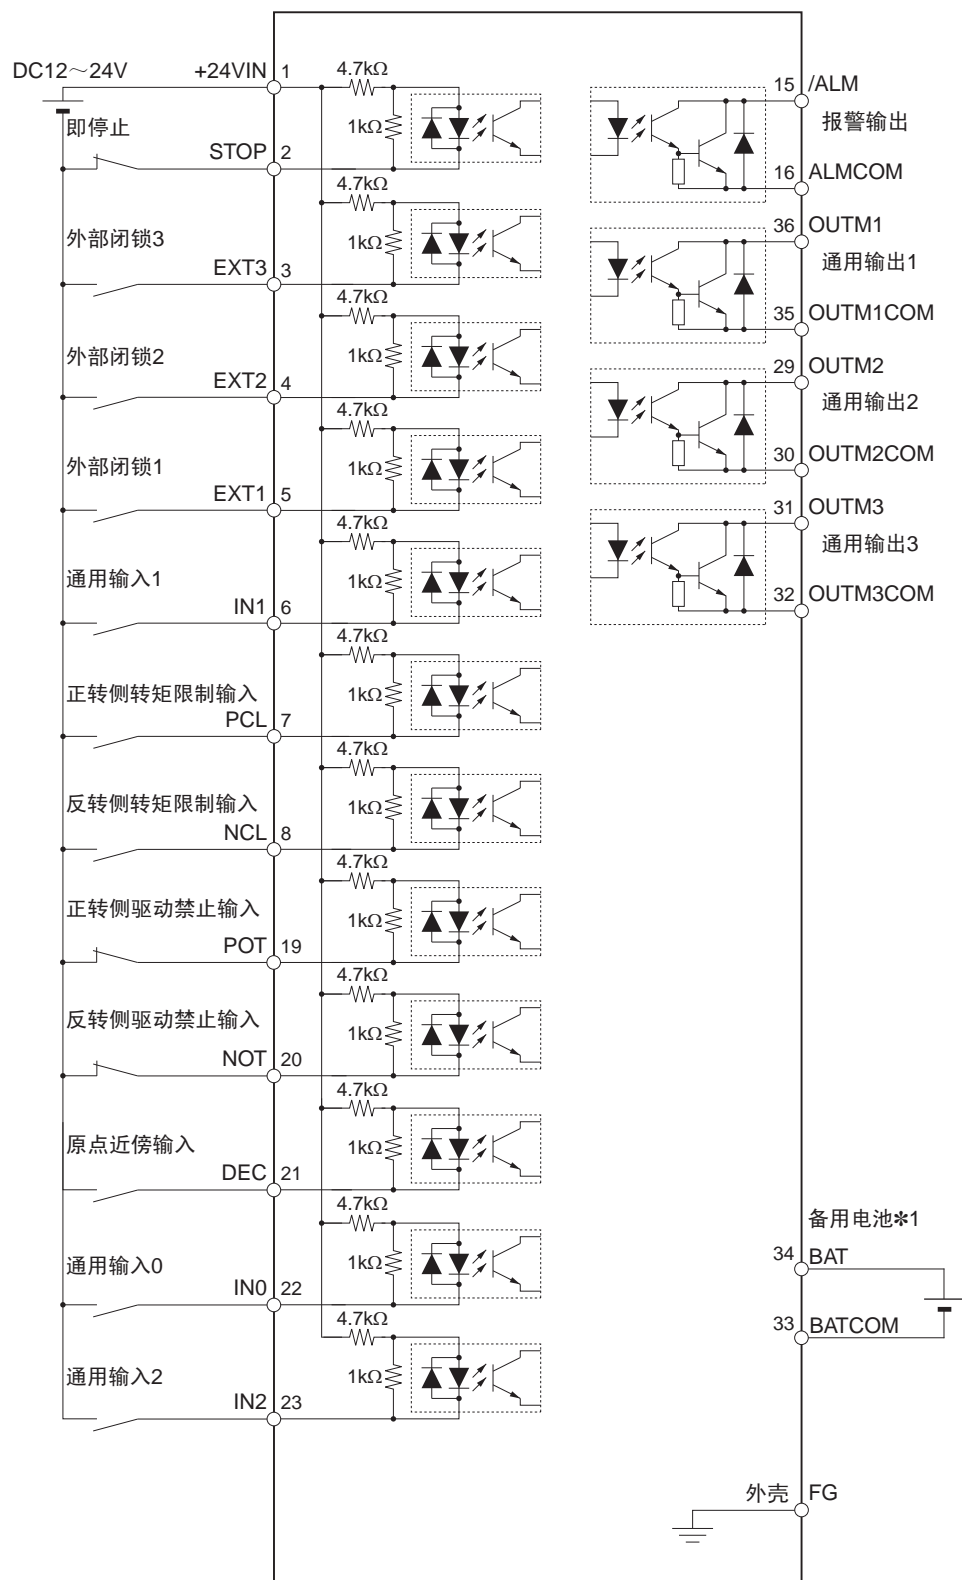 DC12～24V
+24VIN 1
4.7kΩ
1kΩ
即停止
STOP 2
4.7kΩ
1kΩ
外部闭锁3
EXT3 3
4.7kΩ
1kΩ
外部闭锁2
EXT2 4
4.7kΩ
1kΩ
外部闭锁1
EXT1 5
4.7kΩ
1kΩ
通用输入1
IN1 6
4.7kΩ
1kΩ
正转侧转矩限制输入
PCL 7
4.7kΩ
1kΩ
反转侧转矩限制输入
NCL 8
4.7kΩ
1kΩ
正转侧驱动禁止输入
POT 19
4.7kΩ
1kΩ
反转侧驱动禁止输入
NOT 20
4.7kΩ
1kΩ
原点近傍输入
DEC 21
4.7kΩ
1kΩ
通用输入0
IN0 22
4.7kΩ
1kΩ
通用输入2
IN2 23
15 /ALM
报警输出
16 ALMCOM
36 OUTM1
通用输出1
35 OUTM1COM
29 OUTM2
通用输出2
30 OUTM2COM
31 OUTM3
通用输出3
32 OUTM3COM
备用电池✻1
34 BAT
33 BATCOM
外壳 FG